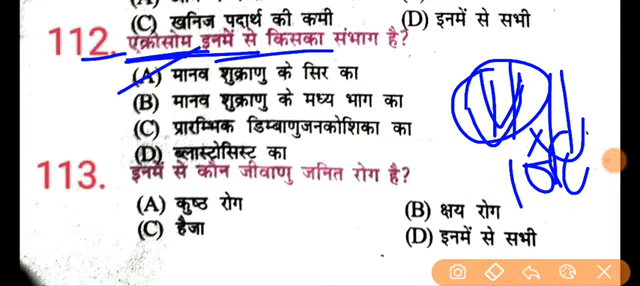 (C) खनिज पदार्थ की कमी (D) इनमें से सभी
112. एक्रोसोम इनमें से किसका संभाग है?
(A) मानव शुक्राणु के सिर का
(B) मानव शुक्राणु के मध्य भाग का
(C) प्रारम्भिक डिम्बाणुजनकोशिका का
(D) ब्लास्टोसिस्ट का
113. इनमें से कौन जीवाणु जनित रोग है?
(A) कुष्ठ रोग (B) क्षय रोग
(C) हैजा (D) इनमें से सभी